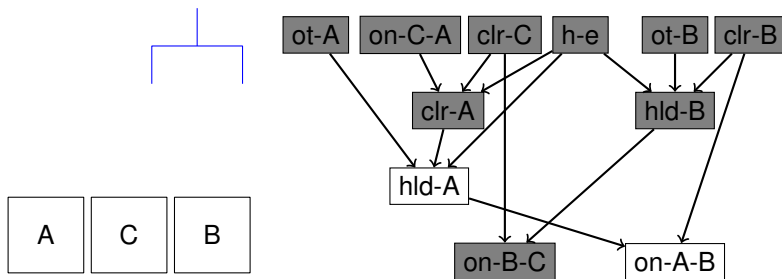 ot-A on-C-A clr-C h-e ot-B clr-B
clr-A hld-B
hld-A
A C B
on-B-C on-A-B